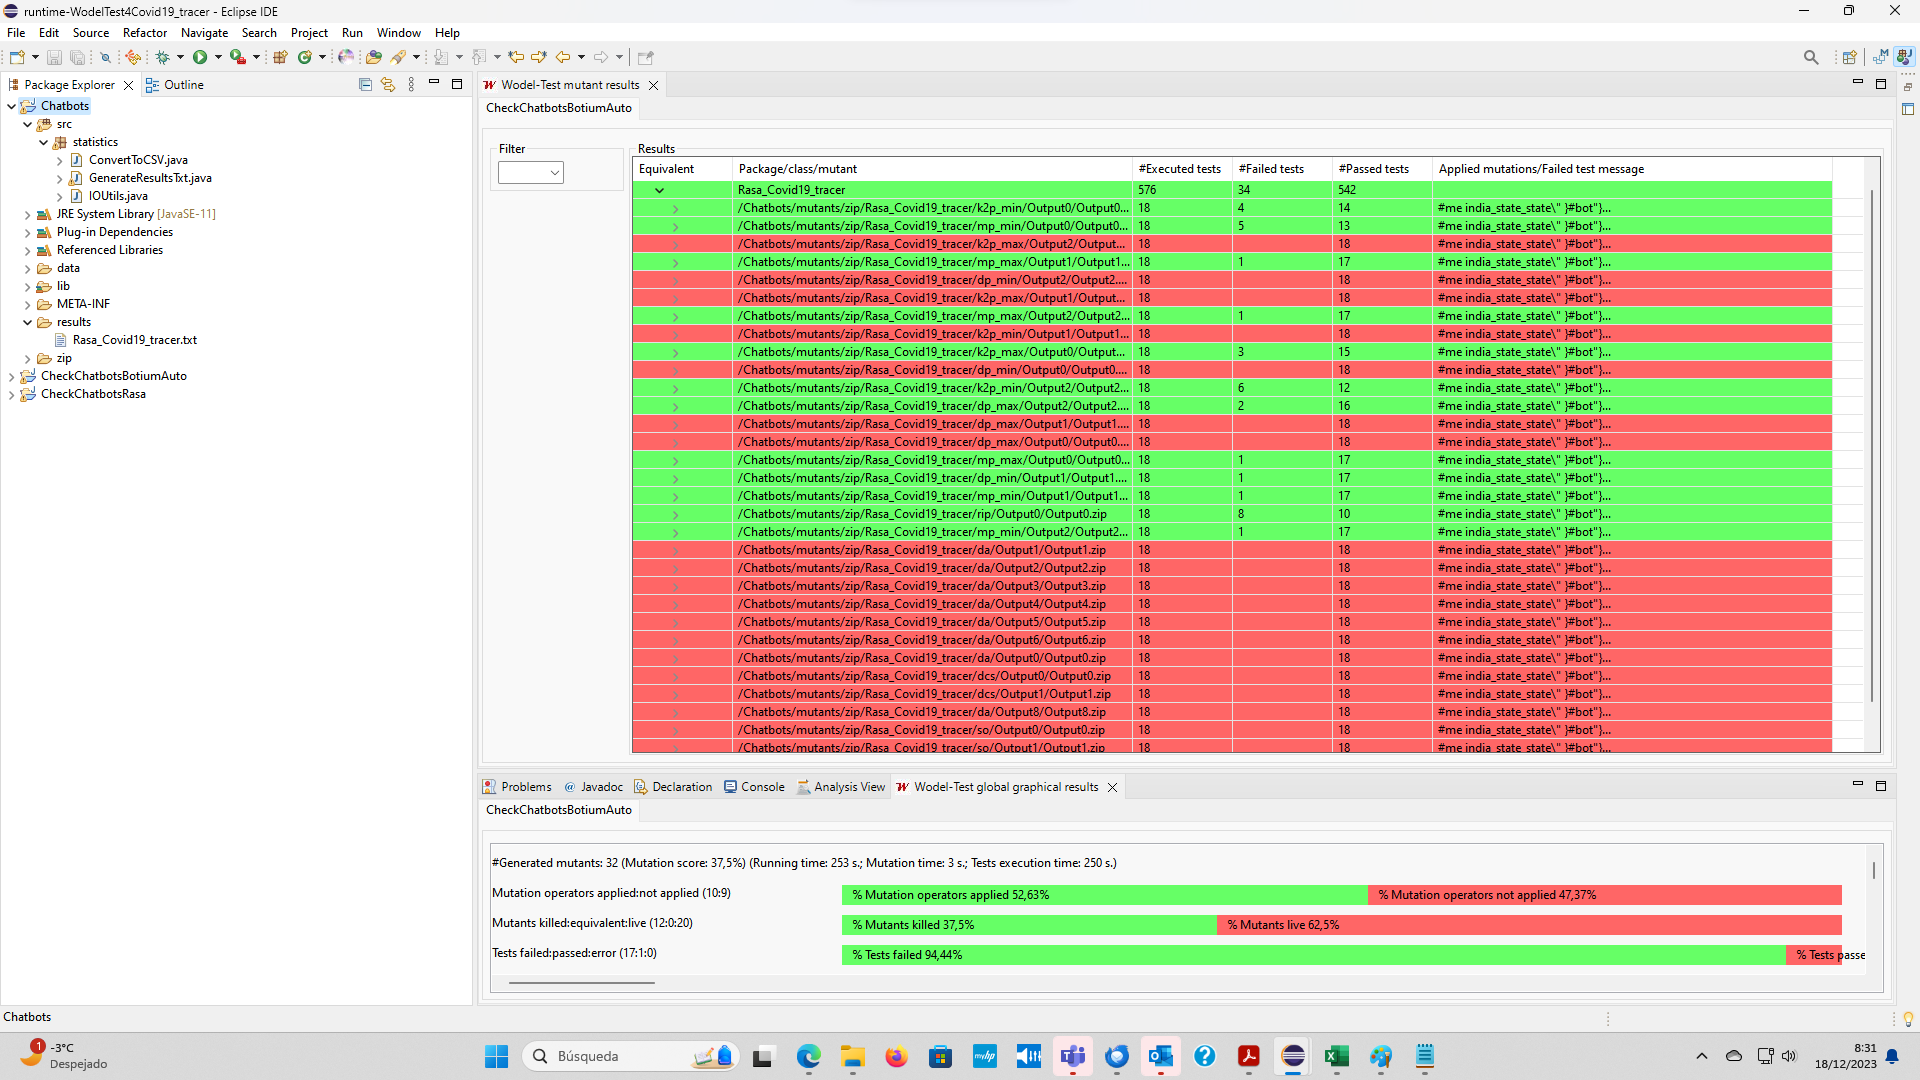 runtime-WodelTest4Covid19_tracer - Eclipse IDE
File Edit Source Refactor Navigate Search Project Run Window Help
Package Explorer Outline
Chatbots
src
statistics
ConvertToCSV.java
GenerateResultsTxt.java
IOUtils.java
JRE System Library [JavaSE-11]
Plug-in Dependencies
Referenced Libraries
data
lib
META-INF
results
Rasa_Covid19_tracer.txt
zip
CheckChatbotsBotiumAuto
CheckChatbotsRasa
Wodel-Test mutant results
CheckChatbotsBotiumAuto
Filter
Results
Equivalent Package/class/mutant #Executed tests #Failed tests #Passed tests Applied mutations/Failed test message
Rasa_Covid19_tracer 576 34 542
/Chatbots/mutants/zip/Rasa_Covid19_tracer/k2p_min/Output0/Output0... 18 4 14 #me india_state_state\" }#bot"}...
/Chatbots/mutants/zip/Rasa_Covid19_tracer/mp_min/Output0/Output0... 18 5 13 #me india_state_state\" }#bot"}...
/Chatbots/mutants/zip/Rasa_Covid19_tracer/k2p_max/Output2/Output... 18 18 #me india_state_state\" }#bot"}...
/Chatbots/mutants/zip/Rasa_Covid19_tracer/mp_max/Output1/Output1... 18 1 17 #me india_state_state\" }#bot"}...
/Chatbots/mutants/zip/Rasa_Covid19_tracer/dp_min/Output2/Output2.... 18 18 #me india_state_state\" }#bot"}...
/Chatbots/mutants/zip/Rasa_Covid19_tracer/k2p_max/Output1/Output... 18 18 #me india_state_state\" }#bot"}...
/Chatbots/mutants/zip/Rasa_Covid19_tracer/mp_max/Output2/Output2... 18 1 17 #me india_state_state\" }#bot"}...
/Chatbots/mutants/zip/Rasa_Covid19_tracer/k2p_min/Output1/Output1... 18 18 #me india_state_state\" }#bot"}...
/Chatbots/mutants/zip/Rasa_Covid19_tracer/k2p_max/Output0/Output... 18 3 15 #me india_state_state\" }#bot"}...
/Chatbots/mutants/zip/Rasa_Covid19_tracer/dp_min/Output0/Output0.... 18 18 #me india_state_state\" }#bot"}...
/Chatbots/mutants/zip/Rasa_Covid19_tracer/k2p_min/Output2/Output2... 18 6 12 #me india_state_state\" }#bot"}...
/Chatbots/mutants/zip/Rasa_Covid19_tracer/dp_max/Output2/Output2.... 18 2 16 #me india_state_state\" }#bot"}...
/Chatbots/mutants/zip/Rasa_Covid19_tracer/dp_max/Output1/Output1.... 18 18 #me india_state_state\" }#bot"}...
/Chatbots/mutants/zip/Rasa_Covid19_tracer/dp_max/Output0/Output0.... 18 18 #me india_state_state\" }#bot"}...
/Chatbots/mutants/zip/Rasa_Covid19_tracer/mp_max/Output0/Output0... 18 1 17 #me india_state_state\" }#bot"}...
/Chatbots/mutants/zip/Rasa_Covid19_tracer/dp_min/Output1/Output1.... 18 1 17 #me india_state_state\" }#bot"}...
/Chatbots/mutants/zip/Rasa_Covid19_tracer/mp_min/Output1/Output1... 18 1 17 #me india_state_state\" }#bot"}...
/Chatbots/mutants/zip/Rasa_Covid19_tracer/rip/Output0/Output0.zip 18 8 10 #me india_state_state\" }#bot"}...
/Chatbots/mutants/zip/Rasa_Covid19_tracer/mp_min/Output2/Output2... 18 1 17 #me india_state_state\" }#bot"}...
/Chatbots/mutants/zip/Rasa_Covid19_tracer/da/Output1/Output1.zip 18 18 #me india_state_state\" }#bot"}...
/Chatbots/mutants/zip/Rasa_Covid19_tracer/da/Output2/Output2.zip 18 18 #me india_state_state\" }#bot"}...
/Chatbots/mutants/zip/Rasa_Covid19_tracer/da/Output3/Output3.zip 18 18 #me india_state_state\" }#bot"}...
/Chatbots/mutants/zip/Rasa_Covid19_tracer/da/Output4/Output4.zip 18 18 #me india_state_state\" }#bot"}...
/Chatbots/mutants/zip/Rasa_Covid19_tracer/da/Output5/Output5.zip 18 18 #me india_state_state\" }#bot"}...
/Chatbots/mutants/zip/Rasa_Covid19_tracer/da/Output6/Output6.zip 18 18 #me india_state_state\" }#bot"}...
/Chatbots/mutants/zip/Rasa_Covid19_tracer/da/Output0/Output0.zip 18 18 #me india_state_state\" }#bot"}...
/Chatbots/mutants/zip/Rasa_Covid19_tracer/dcs/Output0/Output0.zip 18 18 #me india_state_state\" }#bot"}...
/Chatbots/mutants/zip/Rasa_Covid19_tracer/dcs/Output1/Output1.zip 18 18 #me india_state_state\" }#bot"}...
/Chatbots/mutants/zip/Rasa_Covid19_tracer/da/Output8/Output8.zip 18 18 #me india_state_state\" }#bot"}...
/Chatbots/mutants/zip/Rasa_Covid19_tracer/so/Output0/Output0.zip 18 18 #me india_state_state\" }#bot"}...
/Chatbots/mutants/zip/Rasa_Covid19_tracer/so/Output1/Output1.zip 18 18 #me india_state_state\" }#bot"}...
Problems @ Javadoc Declaration Console Analysis View Wodel-Test global graphical results
CheckChatbotsBotiumAuto
#Generated mutants: 32 (Mutation score: 37,5%) (Running time: 253 s.; Mutation time: 3 s.; Tests execution time: 250 s.)
Mutation operators applied:not applied (10:9) % Mutation operators applied 52,63% % Mutation operators not applied 47,37%
Mutants killed:equivalent:live (12:0:20) % Mutants killed 37,5% % Mutants live 62,5%
Tests failed:passed:error (17:1:0) % Tests failed 94,44% % Tests passe
Chatbots
1 -3°C
Despejado
Búsqueda
myhp
8:31
18/12/2023